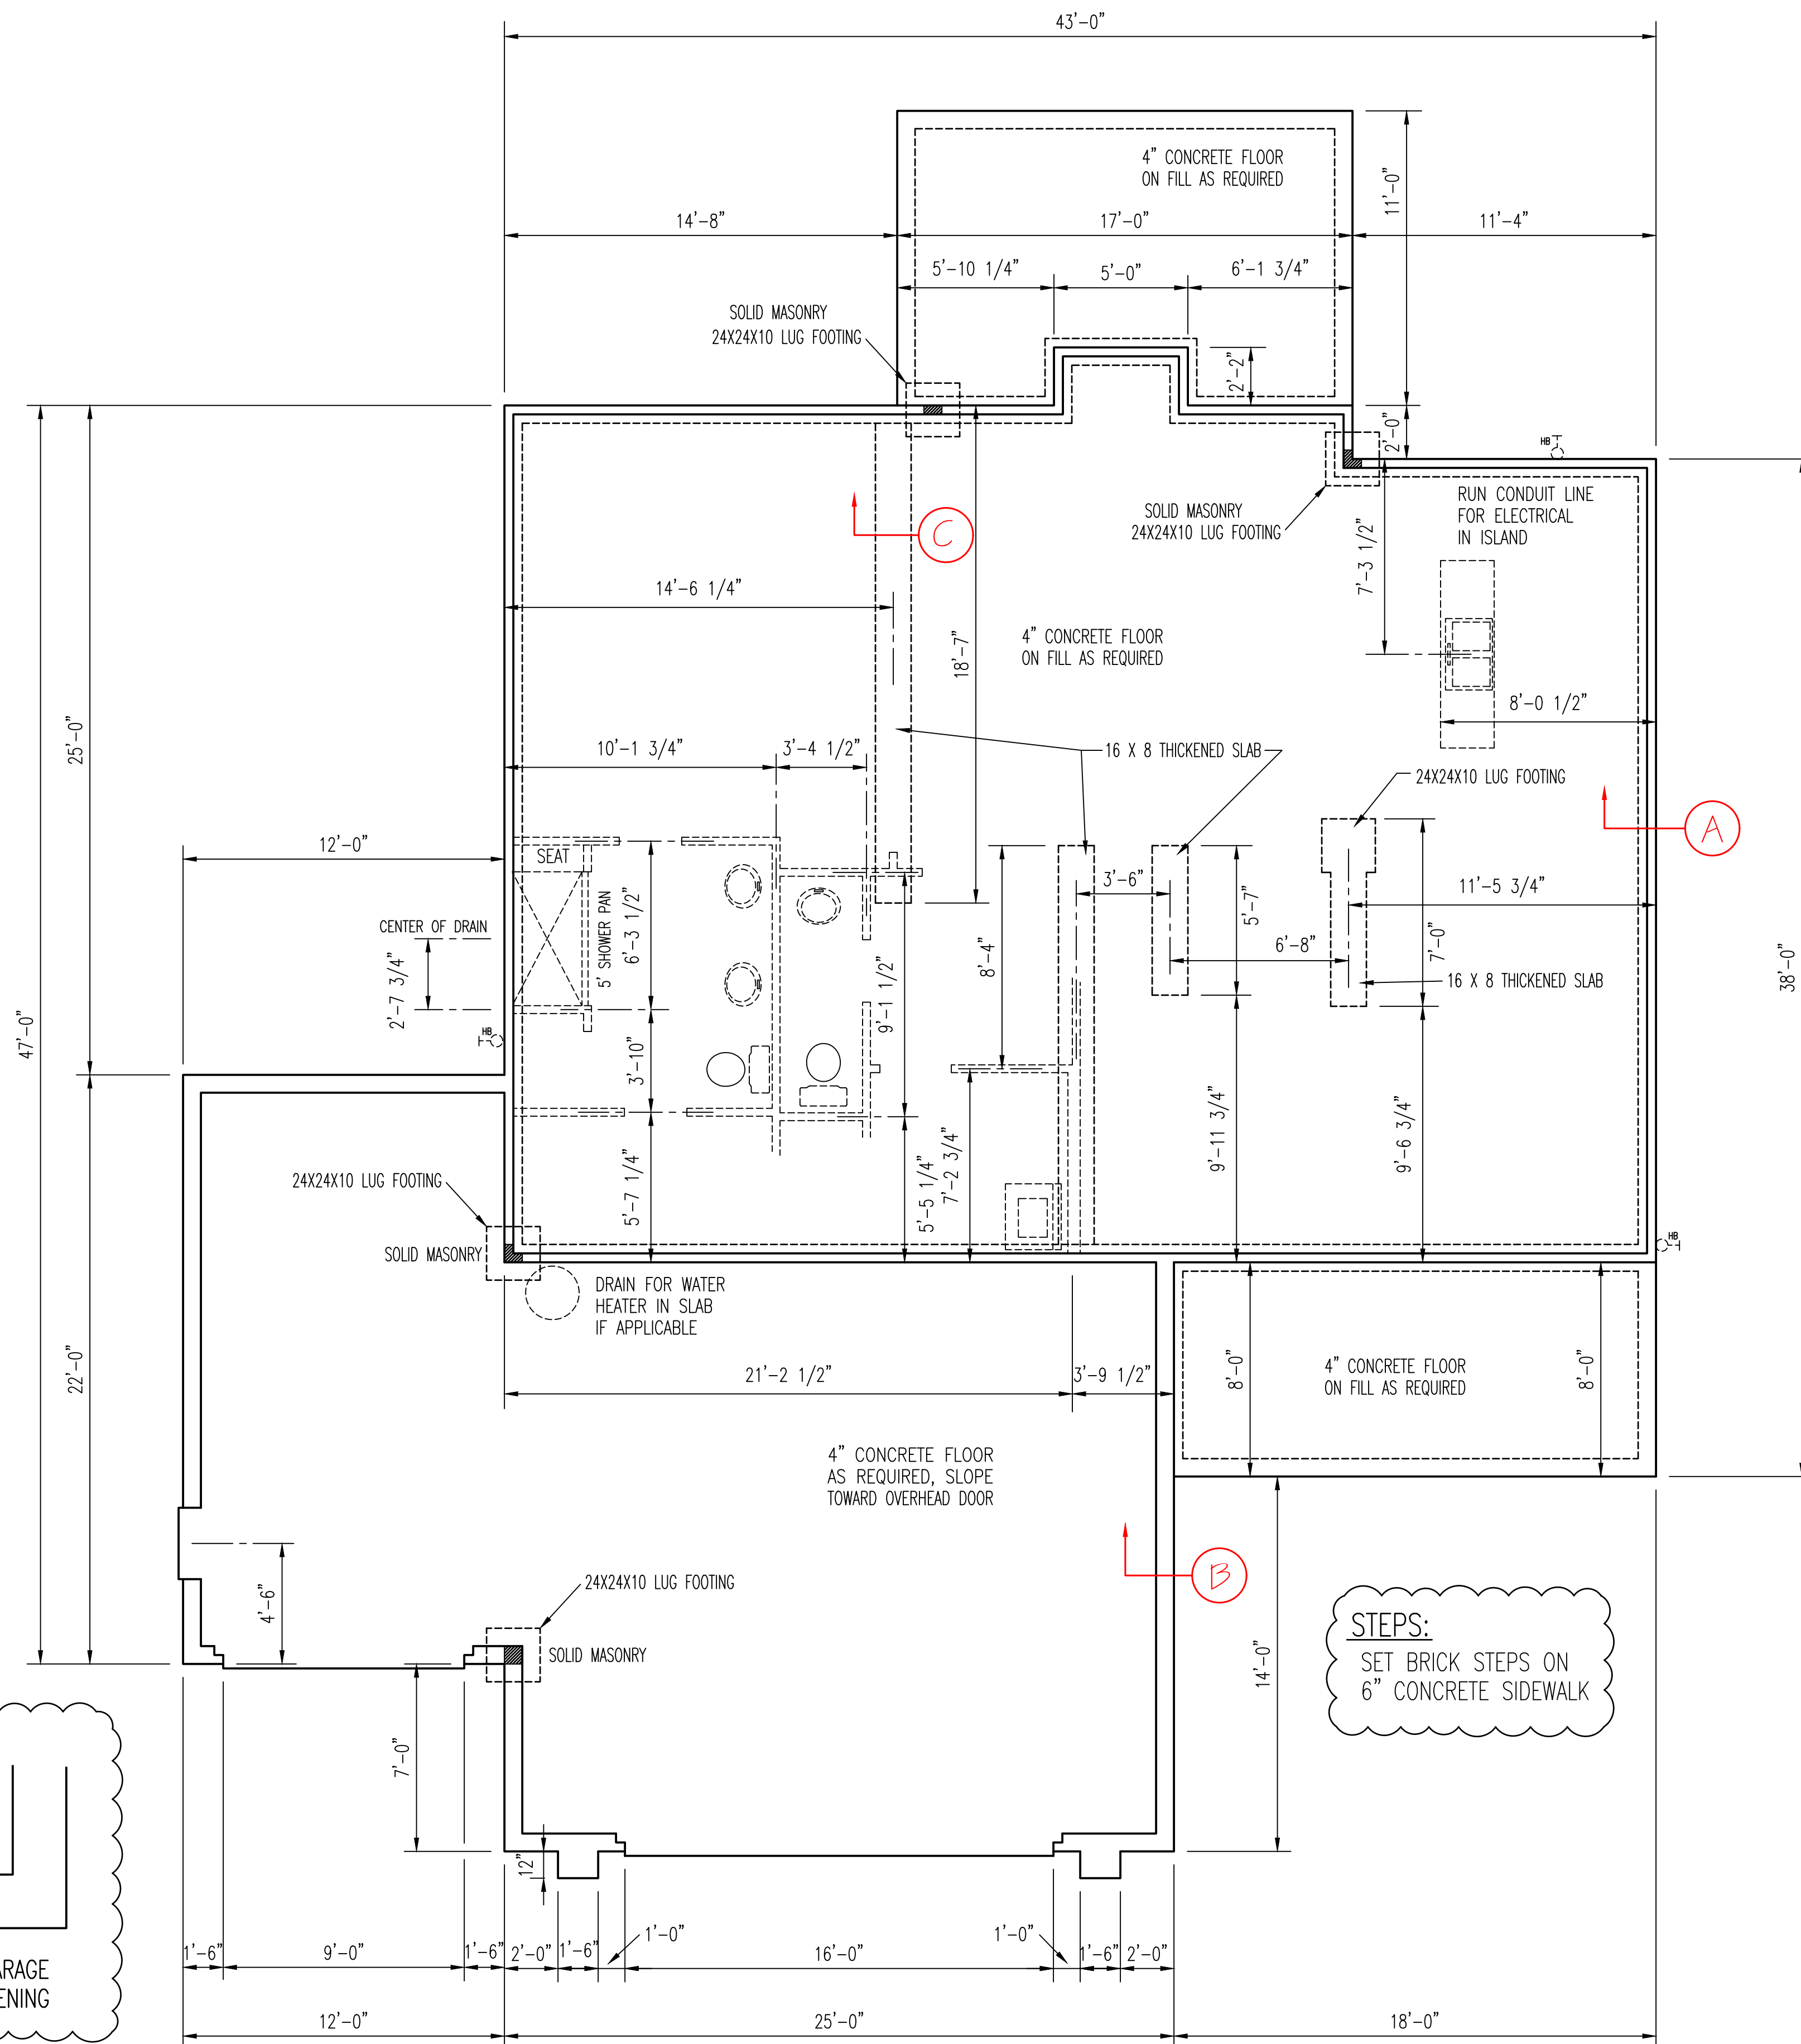 43'-0"
4" CONCRETE FLOOR
ON FILL AS REQUIRED
11'-0"
14'-8"
17'-0"
11'-4"
5'-10 1/4"
5'-0"
6'-1 3/4"
SOLID MASONRY
24X24X10 LUG FOOTING
2'-2"
2'-0"
HB
RUN CONDUIT LINE
FOR ELECTRICAL
IN ISLAND
SOLID MASONRY
24X24X10 LUG FOOTING
C
7'-3 1/2"
14'-6 1/4"
18'-7"
4" CONCRETE FLOOR
ON FILL AS REQUIRED
8'-0 1/2"
25'-0"
10'-1 3/4"
3'-4 1/2"
16 X 8 THICKENED SLAB
24X24X10 LUG FOOTING
A
12'-0"
SEAT
5' SHOWER PAN
6'-3 1/2"
3'-6"
5'-7"
11'-5 3/4"
CENTER OF DRAIN
2'-7 3/4"
9'-1 1/2"
8'-4"
6'-8"
7'-0"
16 X 8 THICKENED SLAB
38'-0"
47'-0"
HB
3'-10"
9'-11 3/4"
9'-6 3/4"
24X24X10 LUG FOOTING
5'-7 1/4"
5'-5 1/4"
7'-2 3/4"
SOLID MASONRY
HB
DRAIN FOR WATER
HEATER IN SLAB
IF APPLICABLE
22'-0"
21'-2 1/2"
3'-9 1/2"
8'-0"
4" CONCRETE FLOOR
ON FILL AS REQUIRED
8'-0"
4" CONCRETE FLOOR
AS REQUIRED, SLOPE
TOWARD OVERHEAD DOOR
B
4'-6"
24X24X10 LUG FOOTING
SOLID MASONRY
14'-0"
STEPS:
SET BRICK STEPS ON
6" CONCRETE SIDEWALK
7'-0"
12"
1'-6"
9'-0"
1'-6"
2'-0"
1'-6"
1'-0"
16'-0"
1'-0"
1'-6"
2'-0"
ARAGE
ENING
12'-0"
25'-0"
18'-0"